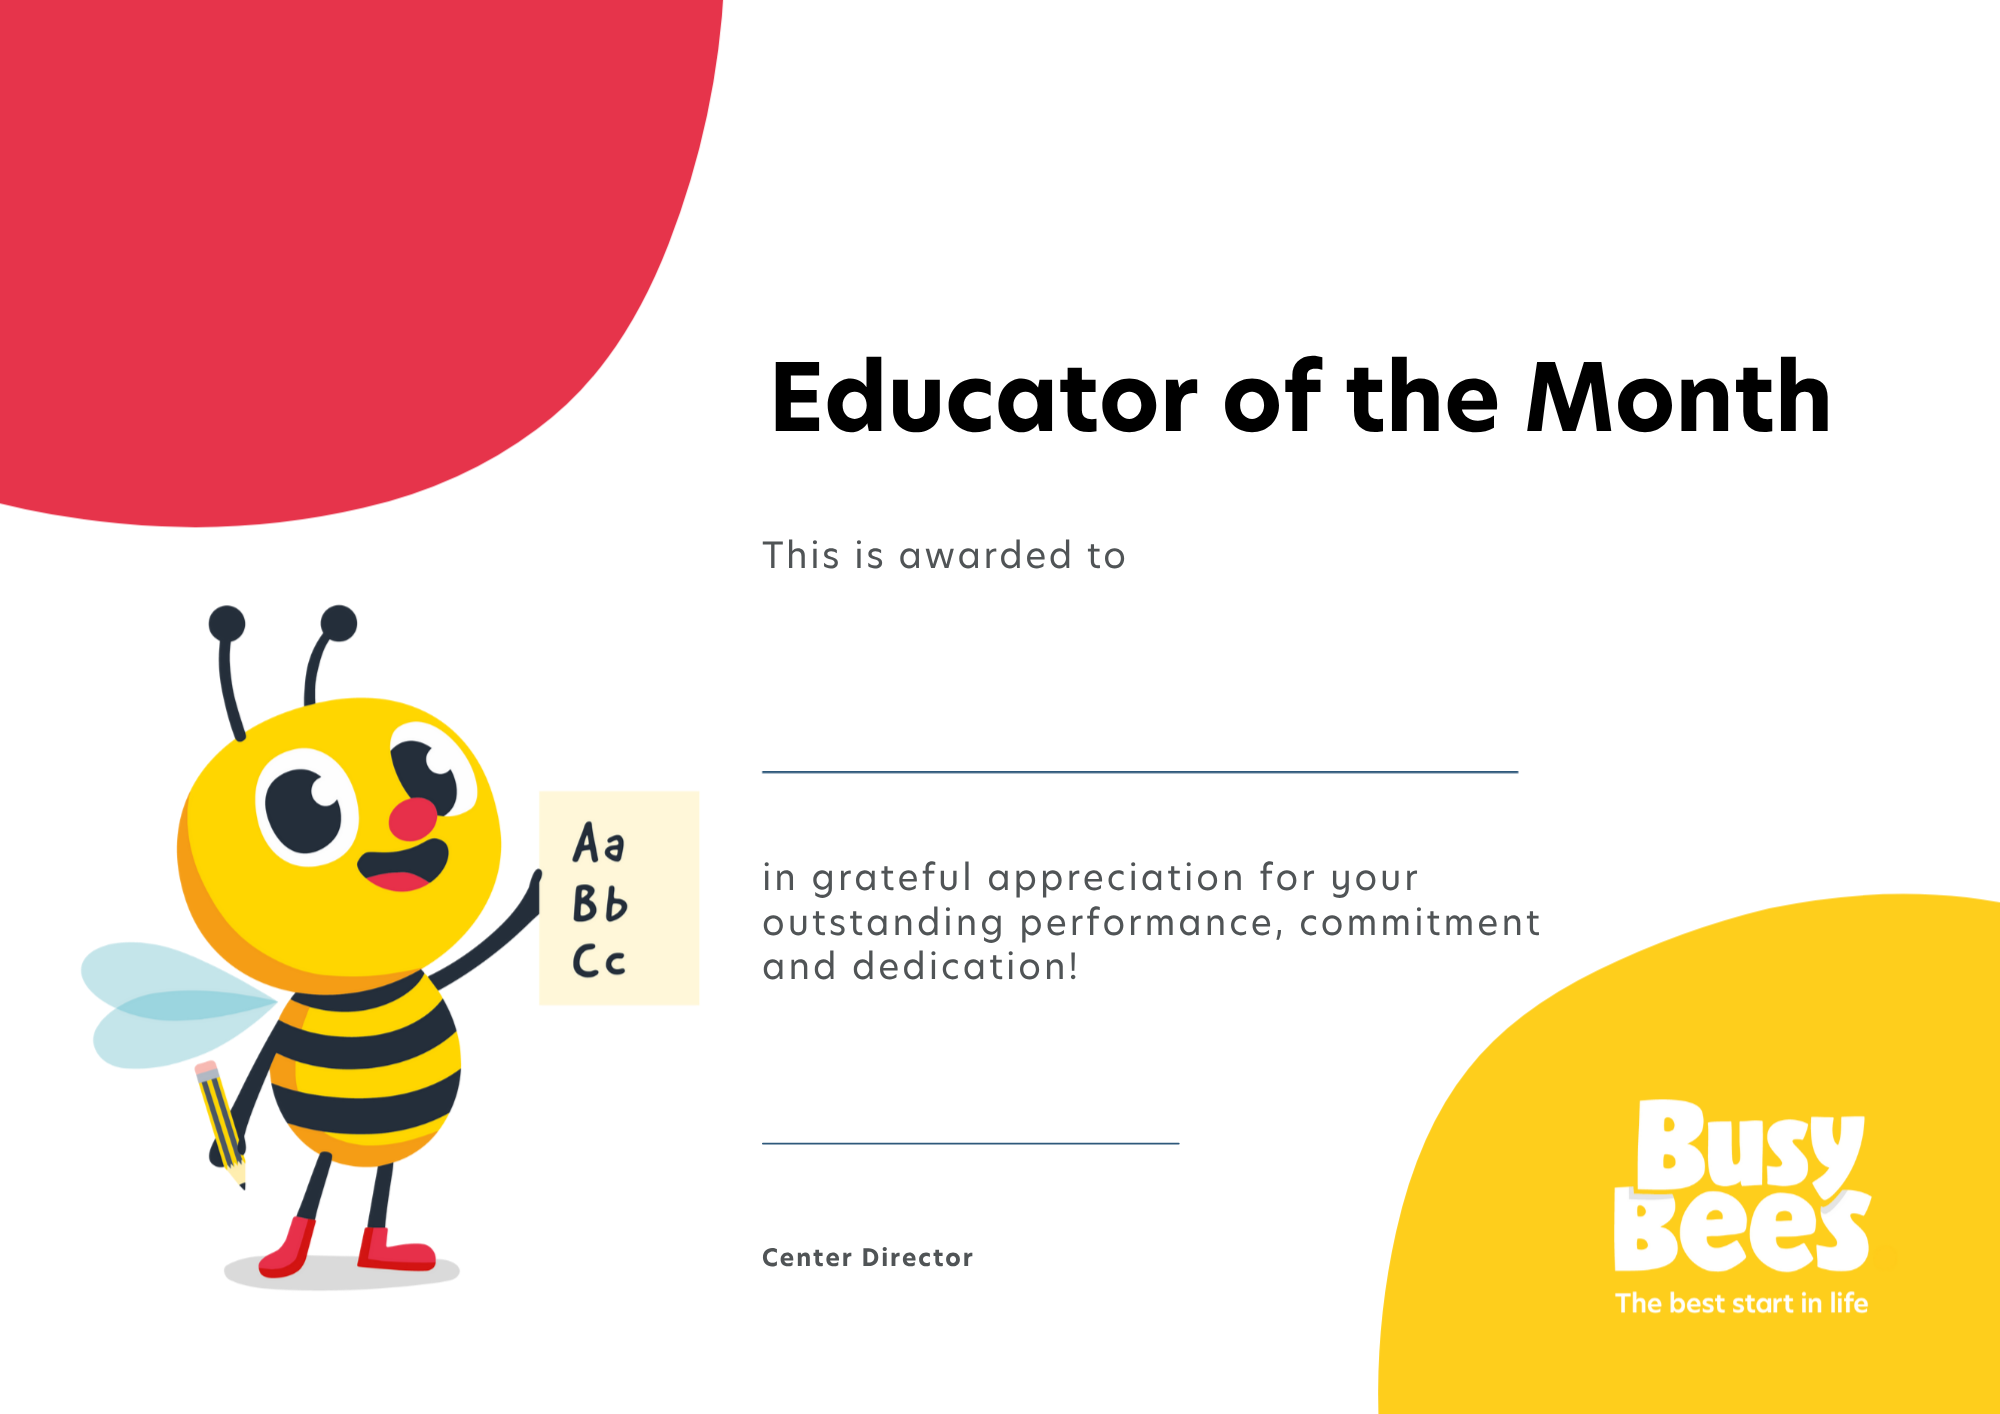 Educator of the Month
This is awarded to
Aa
Bb
Cc
in grateful appreciation for your
outstanding performance, commitment
and dedication!
Center Director
Busy
Bees
The best start in life